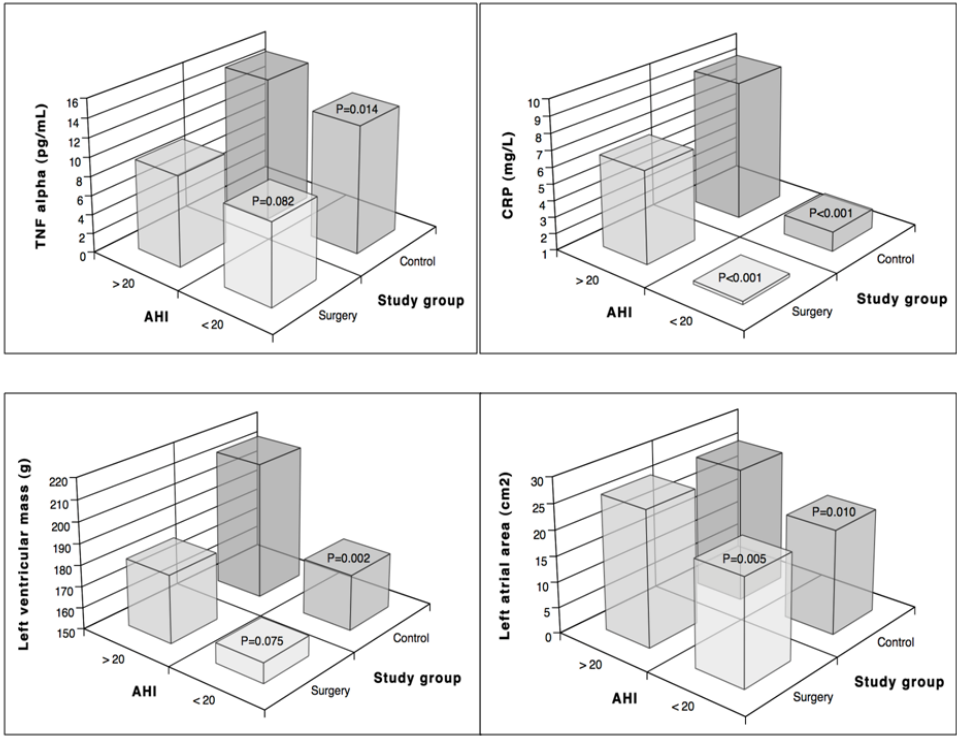 TNF alpha (pg/mL)
16
14
12
10
8
6
4
2
0
P=0.014
P=0.082
> 20
< 20
AHI
Surgery
Control
Study group
CRP (mg/L)
10
9
8
7
6
5
4
3
2
1
P<0.001
P<0.001
> 20
< 20
AHI
Surgery
Control
Study group
Left ventricular mass (g)
220
210
200
190
180
170
160
150
P=0.002
P=0.075
> 20
< 20
AHI
Surgery
Control
Study group
Left atrial area (cm2)
30
25
20
15
10
5
0
P=0.010
P=0.005
> 20
< 20
AHI
Surgery
Control
Study group